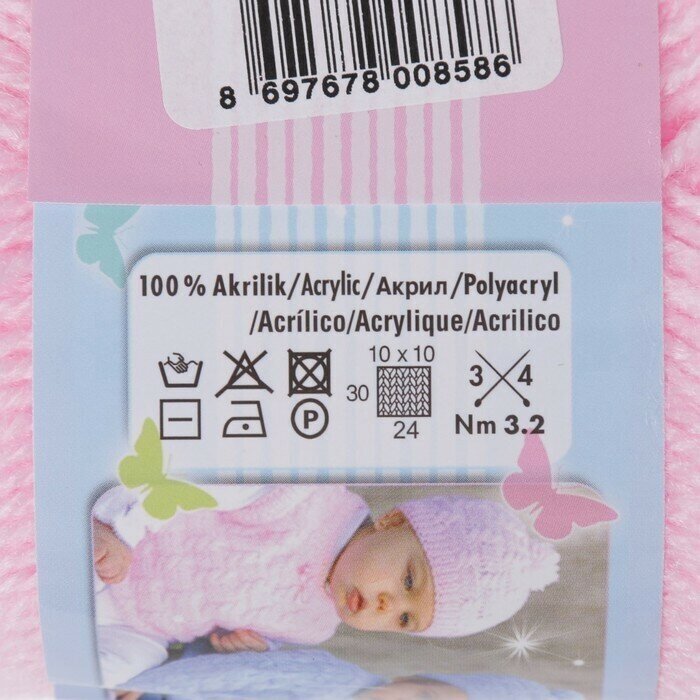 8 697678 008586
100 % Akrilik/Acrylic/Акрил/Polyacryl
/Acrílico/Acrylique/Acrilico
10 x 10
30
24
3 4
P
Nm 3.2